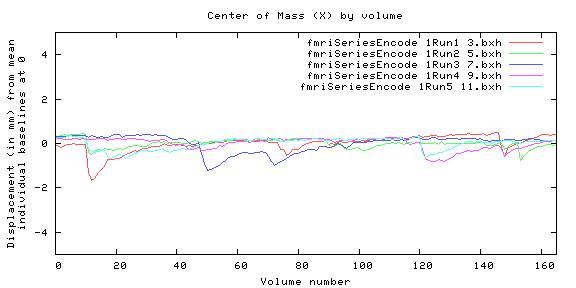 Center of Mass (X) by volume
fmriSeriesEncode 1Run1 3.bxh
fmriSeriesEncode 1Run2 5.bxh
fmriSeriesEncode 1Run3 7.bxh
fmriSeriesEncode 1Run4 9.bxh
fmriSeriesEncode 1Run5 11.bxh
Displacement (in mm) from mean
individual baselines at 0
4
2
0
-2
-4
0 20 40 60 80 100 120 140 160
Volume number